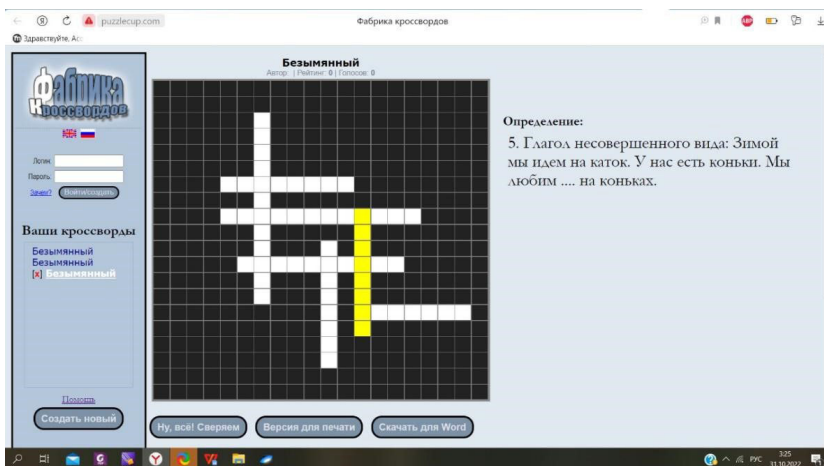 puzzlecup.com
Фабрика кроссвордов
ABP
Здравствуйте, Ас
Фабрика
Кроссвордов
Логин:
Пароль:
Зачем?
Войти/создать
Ваши кроссворды
Безымянный
Безымянный
[x] Безымянный
Помощь
Создать новый
Безымянный
Автор: | Рейтинг: 0 | Голосов: 0
Ну, всё! Сверяем
Версия для печати
Скачать для Word
Определение:
5. Глагол несовершенного вида: Зимой
мы идем на каток. У нас есть коньки. Мы
любим .... на коньках.
РУС
3:25
31.10.2022